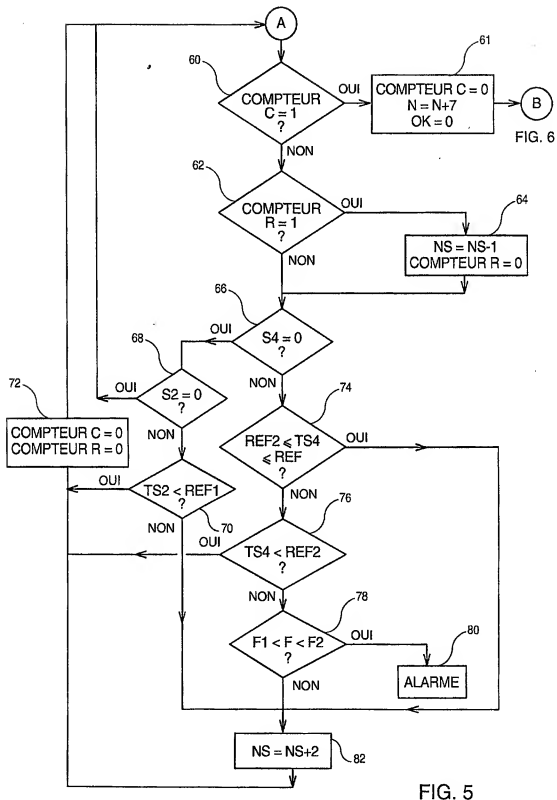 A
60
COMPTEUR
C = 1
?
OUI
61
COMPTEUR C = 0
N = N+7
OK = 0
B
FIG. 6
NON
62
COMPTEUR
R = 1
?
OUI
64
NS = NS-1
COMPTEUR R = 0
NON
66
S4 = 0
?
OUI
NON
68
S2 = 0
?
OUI
NON
72
COMPTEUR C = 0
COMPTEUR R = 0
74
REF2 ⩽ TS4
⩽ REF
?
OUI
NON
TS2 < REF1
?
OUI
NON
70
76
TS4 < REF2
?
OUI
NON
78
F1 < F < F2
?
OUI
80
ALARME
NON
NS = NS+2
82
FIG. 5